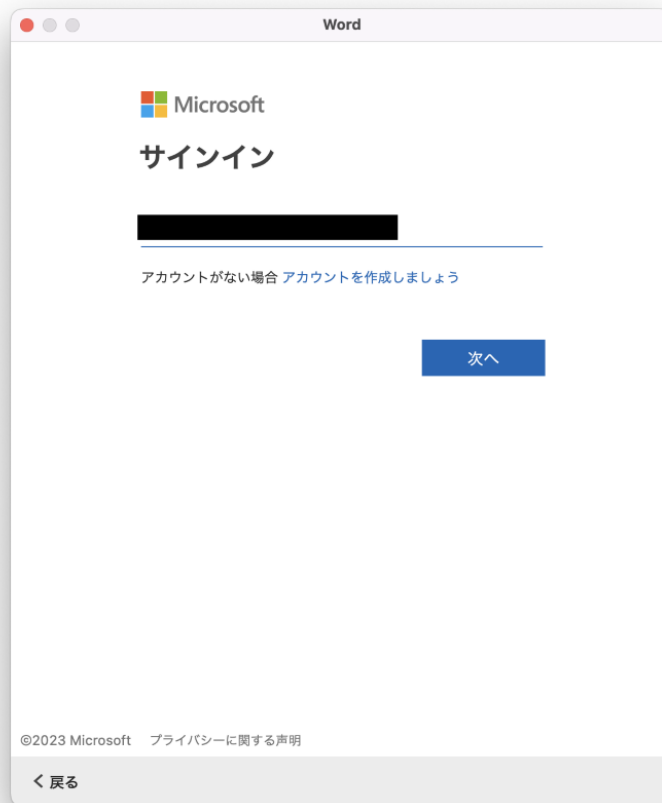 Word
Microsoft
サインイン
アカウントがない場合 アカウントを作成しましょう
次へ
©2023 Microsoft プライバシーに関する声明
戻る